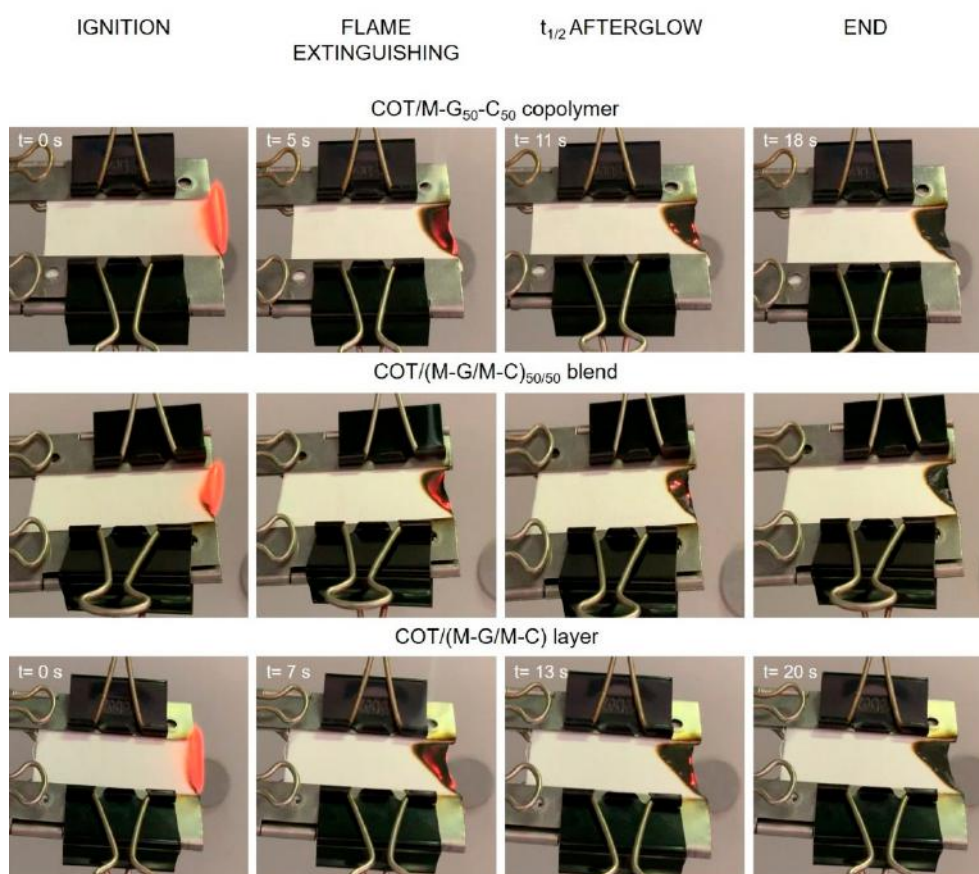 IGNITION FLAME EXTINGUISHING t₁/₂ AFTERGLOW END
COT/M-G₅₀-C₅₀ copolymer
t= 0 s t= 5 s t= 11 s t= 18 s
COT/(M-G/M-C)₅₀/₅₀ blend
COT/(M-G/M-C) layer
t= 0 s t= 7 s t= 13 s t= 20 s